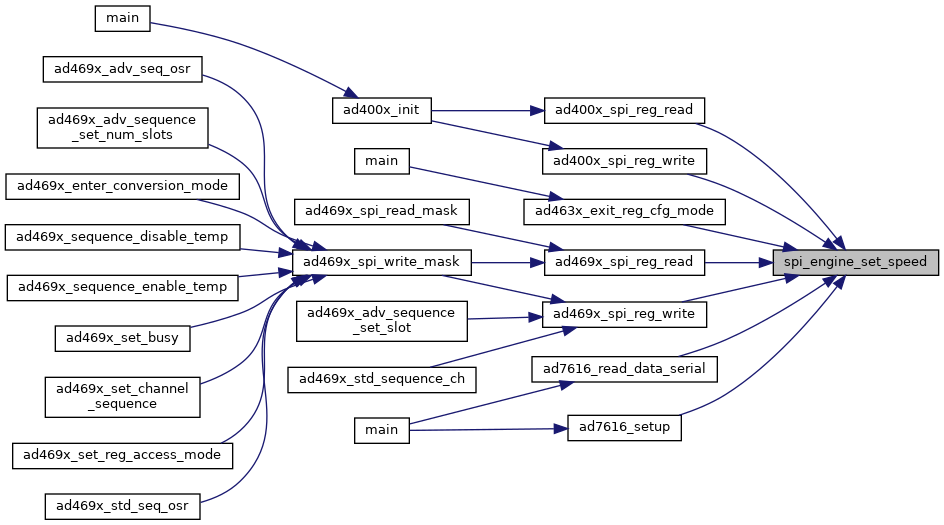 main
ad469x_adv_seq_osr
ad469x_adv_sequence
_set_num_slots
ad469x_enter_conversion_mode
ad469x_sequence_disable_temp
ad469x_sequence_enable_temp
ad469x_set_busy
ad469x_set_channel
_sequence
ad469x_set_reg_access_mode
ad469x_std_seq_osr
ad400x_init
main
ad469x_spi_read_mask
ad469x_spi_write_mask
ad469x_adv_sequence
_set_slot
ad469x_std_sequence_ch
main
ad400x_spi_reg_read
ad400x_spi_reg_write
ad463x_exit_reg_cfg_mode
ad469x_spi_reg_read
ad469x_spi_reg_write
ad7616_read_data_serial
ad7616_setup
spi_engine_set_speed